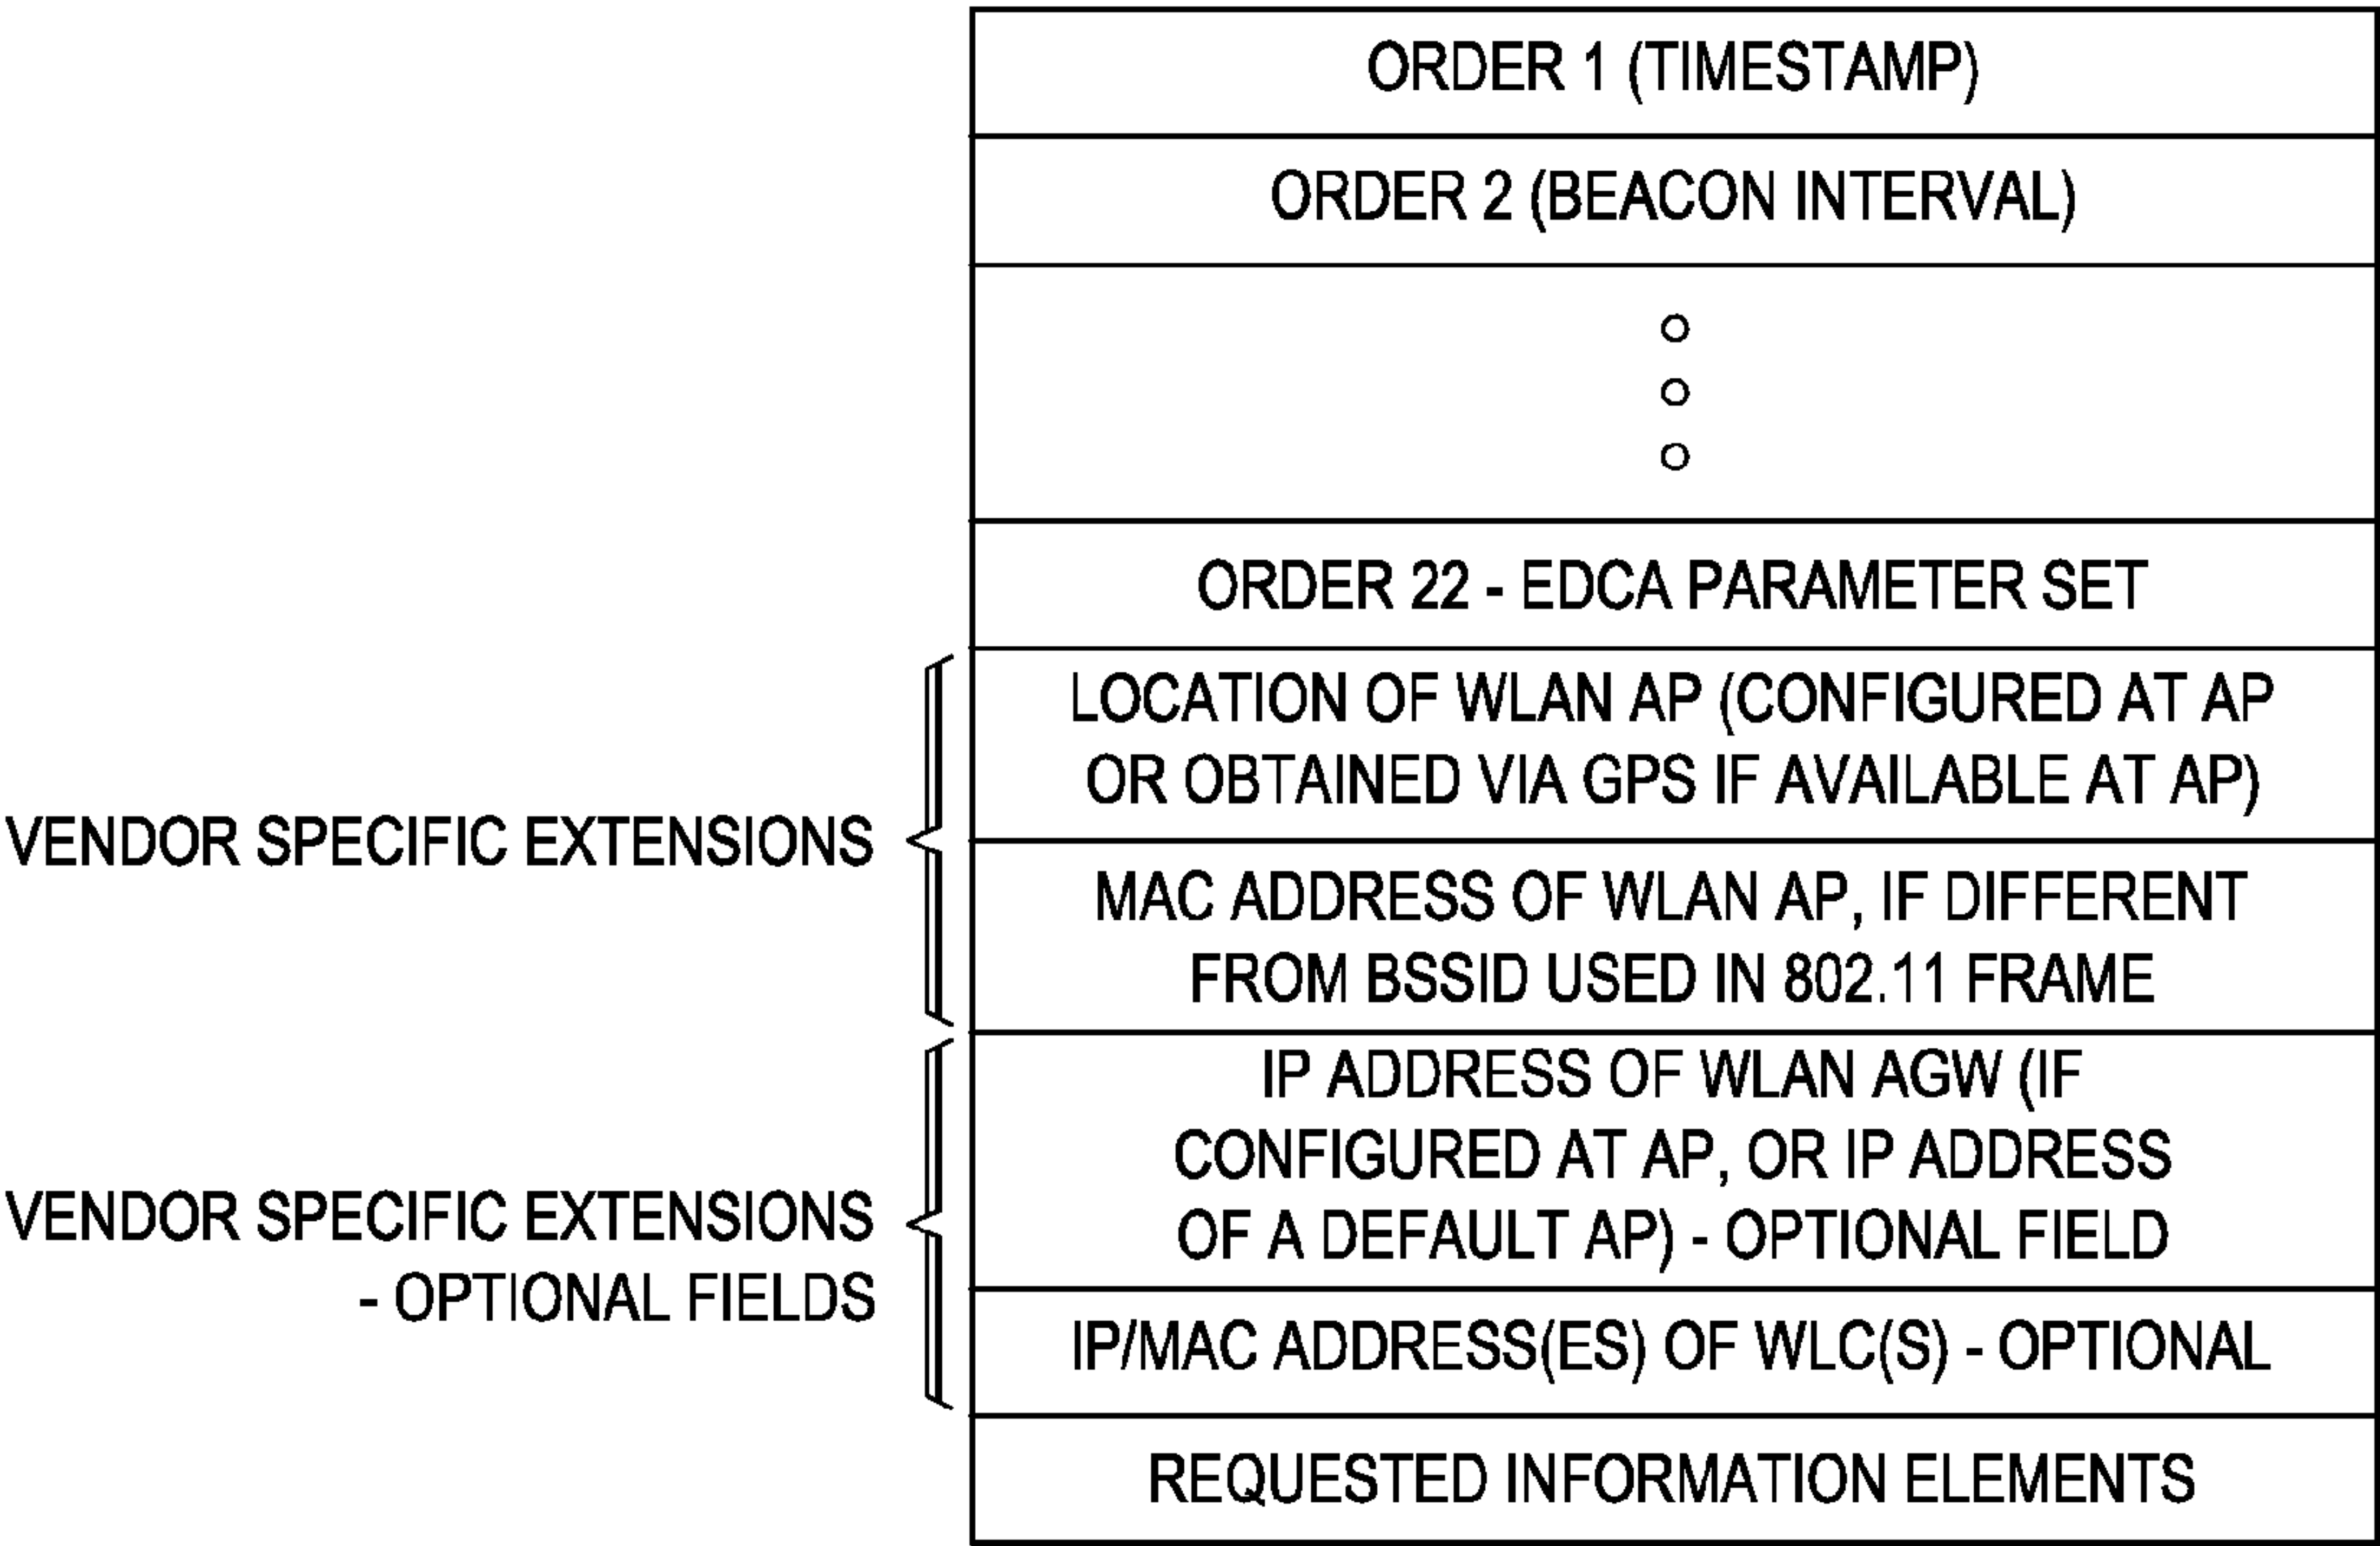 ORDER 1 (TIMESTAMP)
ORDER 2 (BEACON INTERVAL)
ORDER 22 - EDCA PARAMETER SET
VENDOR SPECIFIC EXTENSIONS
LOCATION OF WLAN AP (CONFIGURED AT AP
OR OBTAINED VIA GPS IF AVAILABLE AT AP)
MAC ADDRESS OF WLAN AP, IF DIFFERENT
FROM BSSID USED IN 802.11 FRAME
VENDOR SPECIFIC EXTENSIONS
- OPTIONAL FIELDS
IP ADDRESS OF WLAN AGW (IF
CONFIGURED AT AP, OR IP ADDRESS
OF A DEFAULT AP) - OPTIONAL FIELD
IP/MAC ADDRESS(ES) OF WLC(S) - OPTIONAL
REQUESTED INFORMATION ELEMENTS